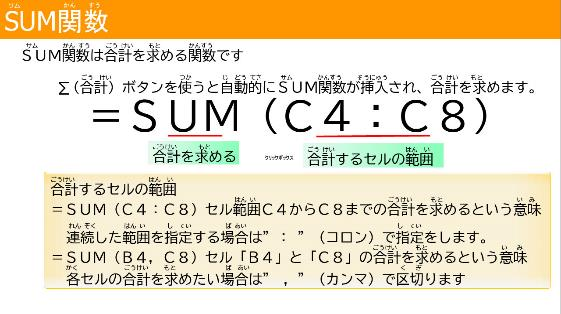 SUM関数
SUM関数は合計を求める関数です
Σ(合計)ボタンを使うと自動的にSUM関数が挿入され、合計を求めます。
=SUM(C4:C8)
合計を求める
クリックボックス
合計するセルの範囲
合計するセルの範囲
=SUM(C4:C8)セル範囲C4からC8までの合計を求めるという意味
連続した範囲を指定する場合は”:”(コロン)で指定をします。
=SUM(B4,C8)セル「B4」と「C8」の合計を求めるという意味
各セルの合計を求めたい場合は”,”(カンマ)で区切ります